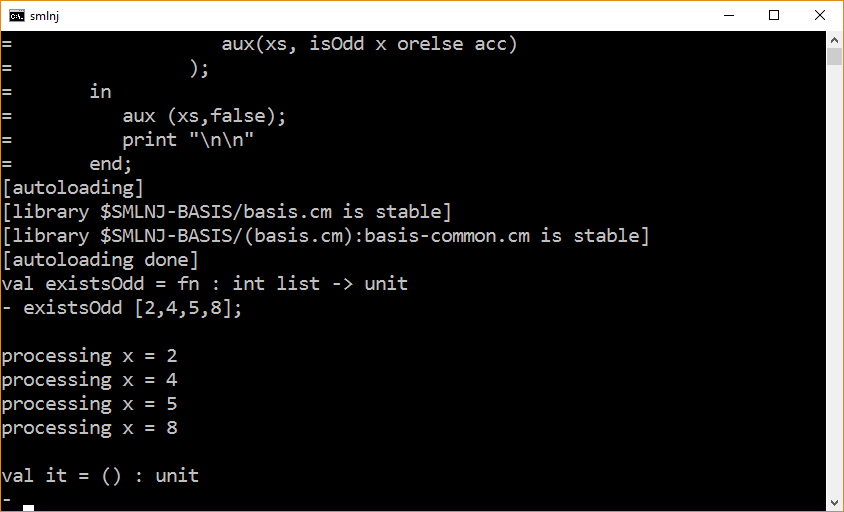 smlnj
=                   aux(xs, isOdd x orelse acc)
=                );
=       in
=          aux (xs,false);
=          print "\n\n"
=       end;
[autoloading]
[library $SMLNJ-BASIS/basis.cm is stable]
[library $SMLNJ-BASIS/(basis.cm):basis-common.cm is stable]
[autoloading done]
val existsOdd = fn : int list -> unit
- existsOdd [2,4,5,8];

processing x = 2
processing x = 4
processing x = 5
processing x = 8

val it = () : unit
-